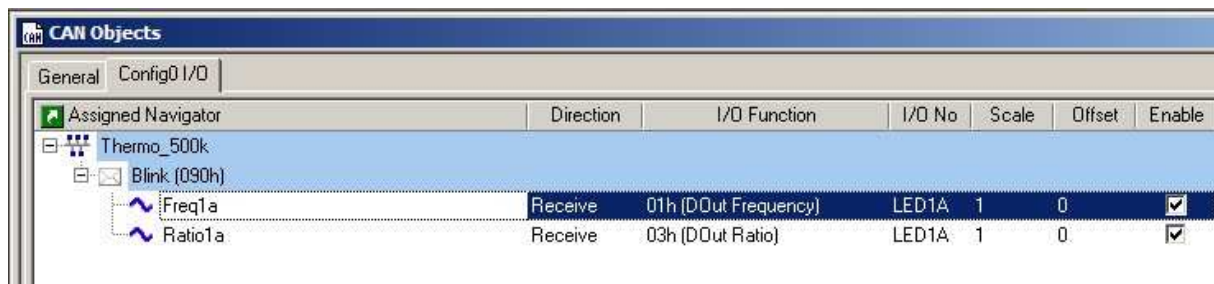 CAN Objects
General Config0 I/O
Assigned Navigator Direction I/O Function I/O No Scale Offset Enable
Thermo_500k
Blink (090h)
Freq1a Receive 01h (DOut Frequency) LED1A 1 0
Ratio1a Receive 03h (DOut Ratio) LED1A 1 0